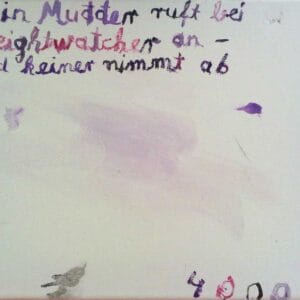 in Mudder ruft bei
eightwatcher an -
d keiner nimmt ab
4000